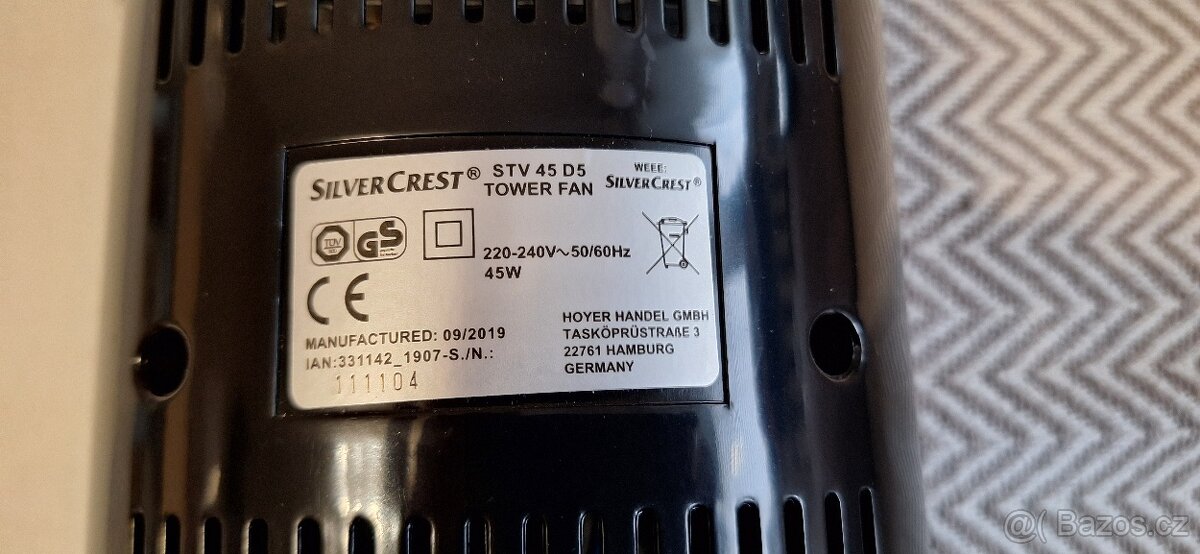 SILVERCREST® STV 45 D5
TOWER FAN
WEEE:
SILVERCREST®
TÜV
GS
220-240V~50/60Hz
45W
CE
MANUFACTURED: 09/2019
IAN:331142_1907-S./N.:
111104
HOYER HANDEL GMBH
TASKÖPRÜSTRAßE 3
22761 HAMBURG
GERMANY
@( Bazos.cz